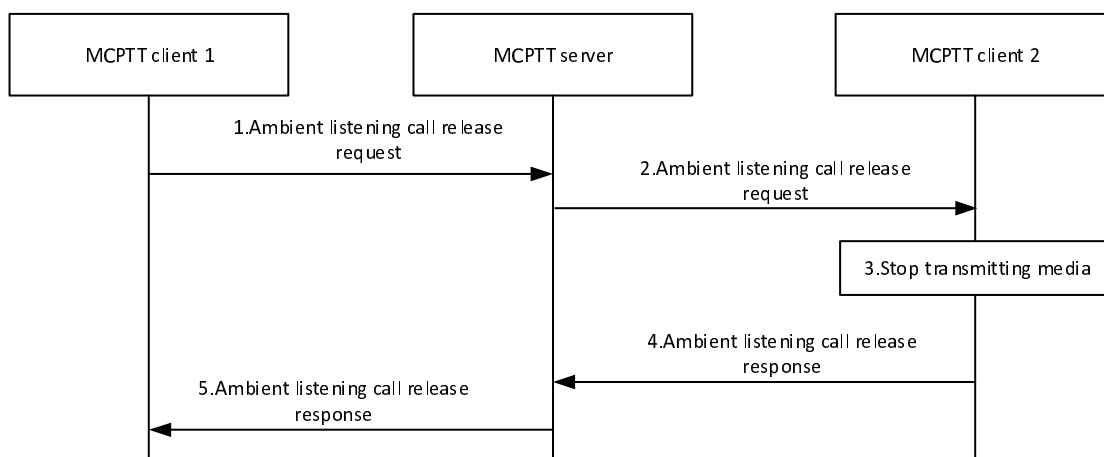 MCPTT client 1
MCPTT server
MCPTT client 2
1.Ambient listening call release
request
2.Ambient listening call release
request
3.Stop transmitting media
4.Ambient listening call release
response
5.Ambient listening call release
response